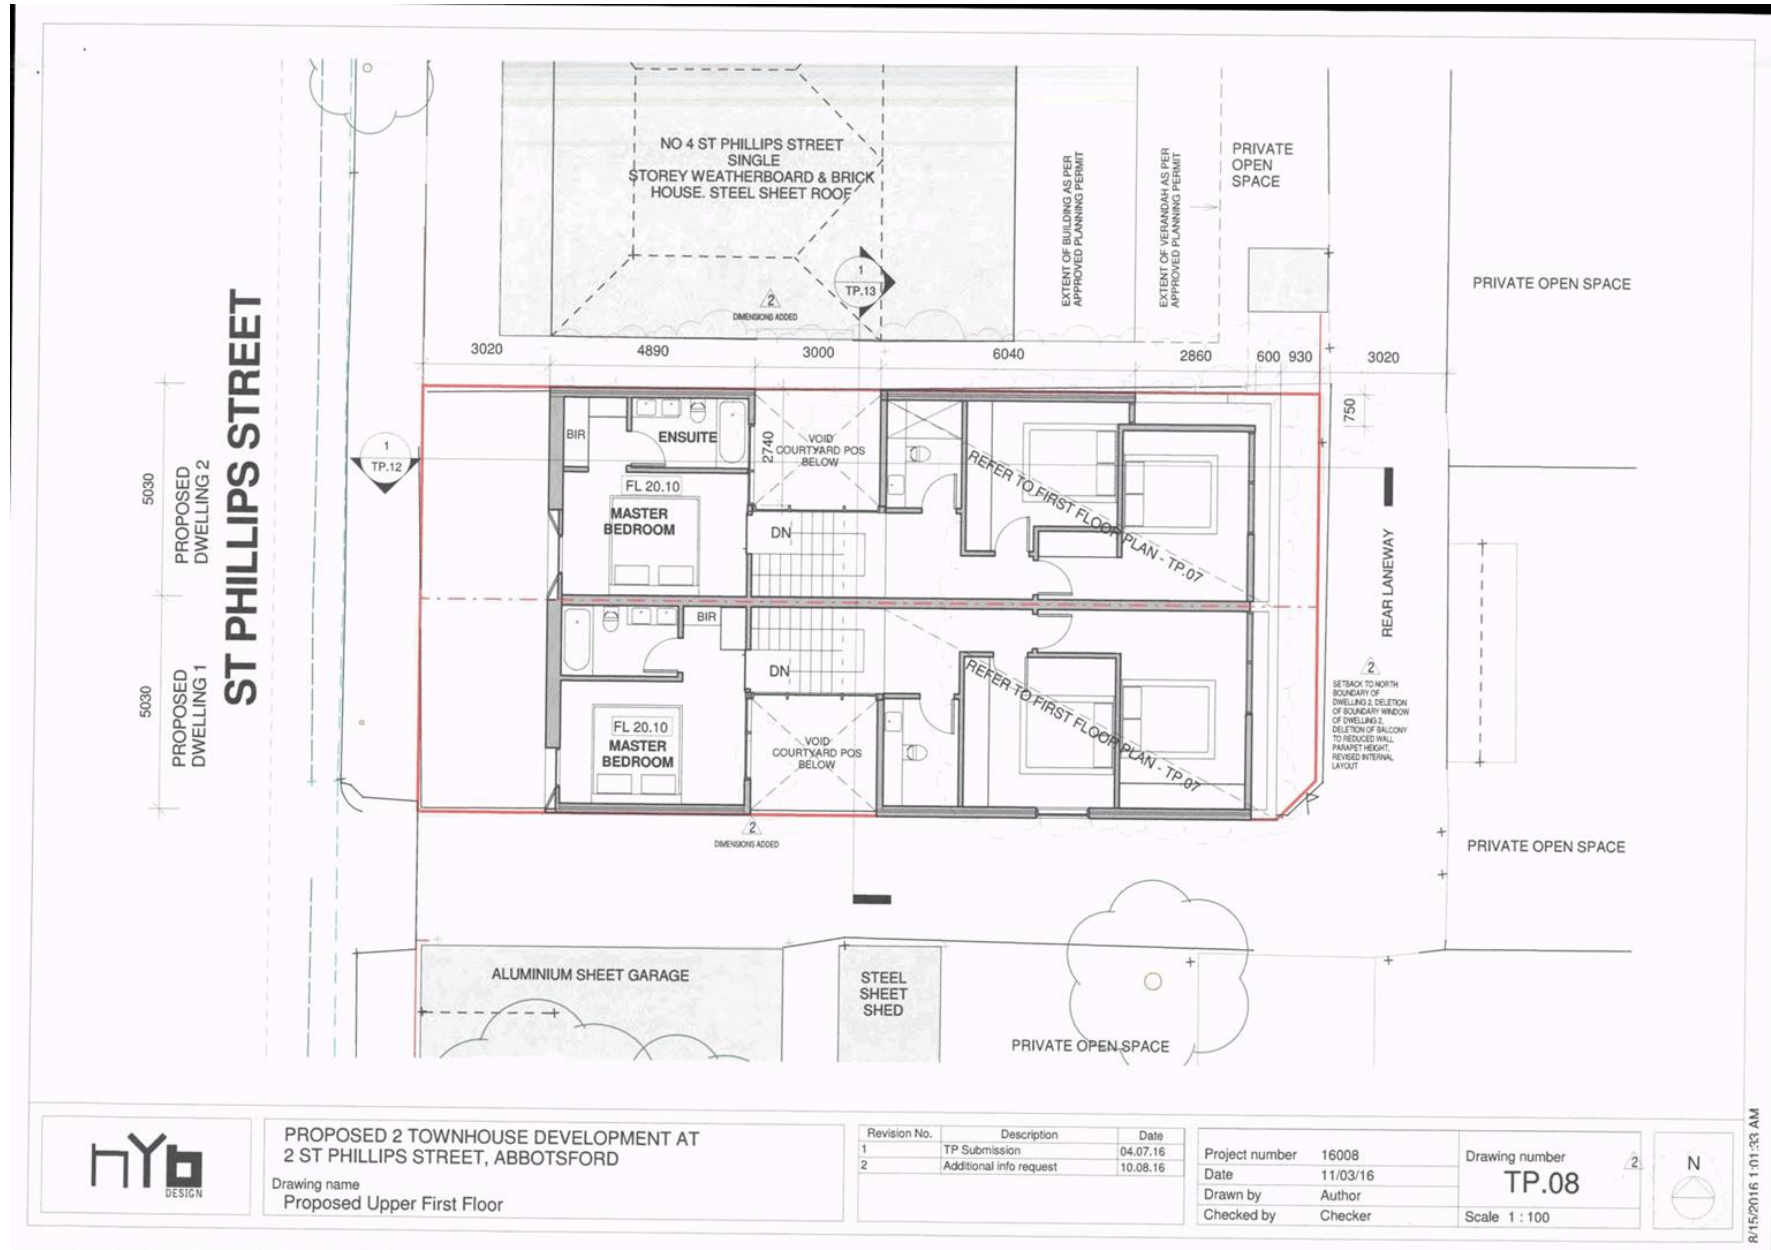 NO 4 ST PHILLIPS STREET
SINGLE
STOREY WEATHERBOARD & BRICK
HOUSE. STEEL SHEET ROOF
EXTENT OF BUILDING AS PER
APPROVED PLANNING PERMIT
EXTENT OF VERANDAH AS PER
APPROVED PLANNING PERMIT
PRIVATE
OPEN
SPACE
PRIVATE OPEN SPACE
1
TP.13
2
DIMENSIONS ADDED
3020
4890
3000
6040
2860
600
930
3020
750
ST PHILLIPS STREET
5030
PROPOSED
DWELLING 2
5030
PROPOSED
DWELLING 1
1
TP.12
BIR
ENSUITE
2740
VOID
COURTYARD POS
BELOW
FL 20.10
MASTER
BEDROOM
DN
REFER TO FIRST FLOOR PLAN - TP.07
BIR
DN
FL 20.10
MASTER
BEDROOM
VOID
COURTYARD POS
BELOW
REFER TO FIRST FLOOR PLAN - TP.07
REAR LANEWAY
2
SETBACK TO NORTH
BOUNDARY OF
DWELLING 2, DELETION
OF BOUNDARY WINDOW
OF DWELLING 2.
DELETION OF BALCONY
TO REDUCED WALL
PARAPET HEIGHT,
REVISED INTERNAL
LAYOUT
2
DIMENSIONS ADDED
PRIVATE OPEN SPACE
ALUMINIUM SHEET GARAGE
STEEL
SHEET
SHED
PRIVATE OPEN SPACE
hYb
DESIGN
PROPOSED 2 TOWNHOUSE DEVELOPMENT AT
2 ST PHILLIPS STREET, ABBOTSFORD
Drawing name
Proposed Upper First Floor
Revision No. Description Date
1 TP Submission 04.07.16
2 Additional info request 10.08.16
Project number 16008
Date 11/03/16
Drawn by Author
Checked by Checker
Drawing number
2
TP.08
Scale 1 : 100
N
8/15/2016 11:01:33 AM